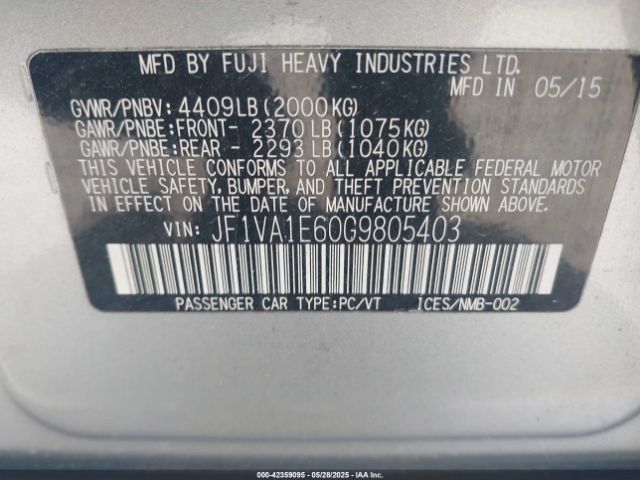 MFD BY FUJI HEAVY INDUSTRIES LTD.
MFD IN 05/15
GVWR/PNBV: 4409LB(2000KG)
GAWR/PNBE:FRONT- 2370LB(1075KG)
GAWR/PNBE:REAR - 2293LB(1040KG)
THIS VEHICLE CONFORMS TO ALL APPLICABLE FEDERAL MOTOR
VEHICLE SAFETY, BUMPER, AND THEFT PREVENTION STANDARDS
IN EFFECT ON THE DATE OF MANUFACTURE SHOWN ABOVE.
VIN: JF1VA1E60G9805403
PASSENGER CAR TYPE:PC/VT ICES/NMB-002
000-42359095 - 05/28/2025 - IAAI.COM